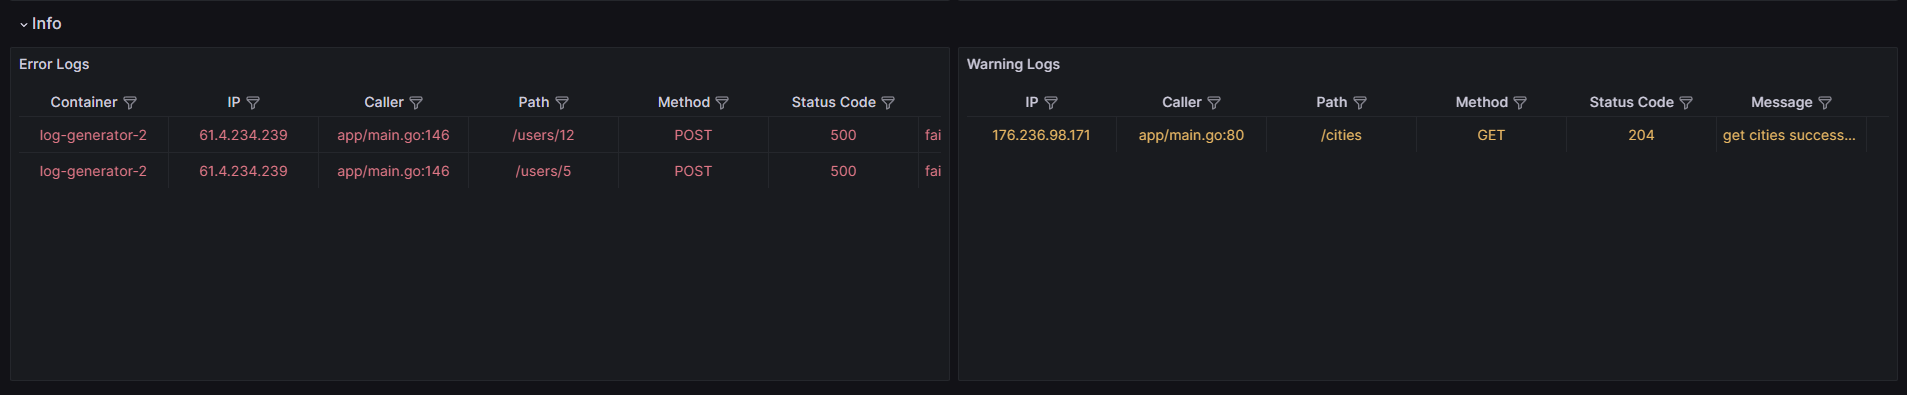 Info
Error Logs
Container IP Caller Path Method Status Code
log-generator-2 61.4.234.239 app/main.go:146 /users/12 POST 500 fai
log-generator-2 61.4.234.239 app/main.go:146 /users/5 POST 500 fai
Warning Logs
IP Caller Path Method Status Code Message
176.236.98.171 app/main.go:80 /cities GET 204 get cities success...